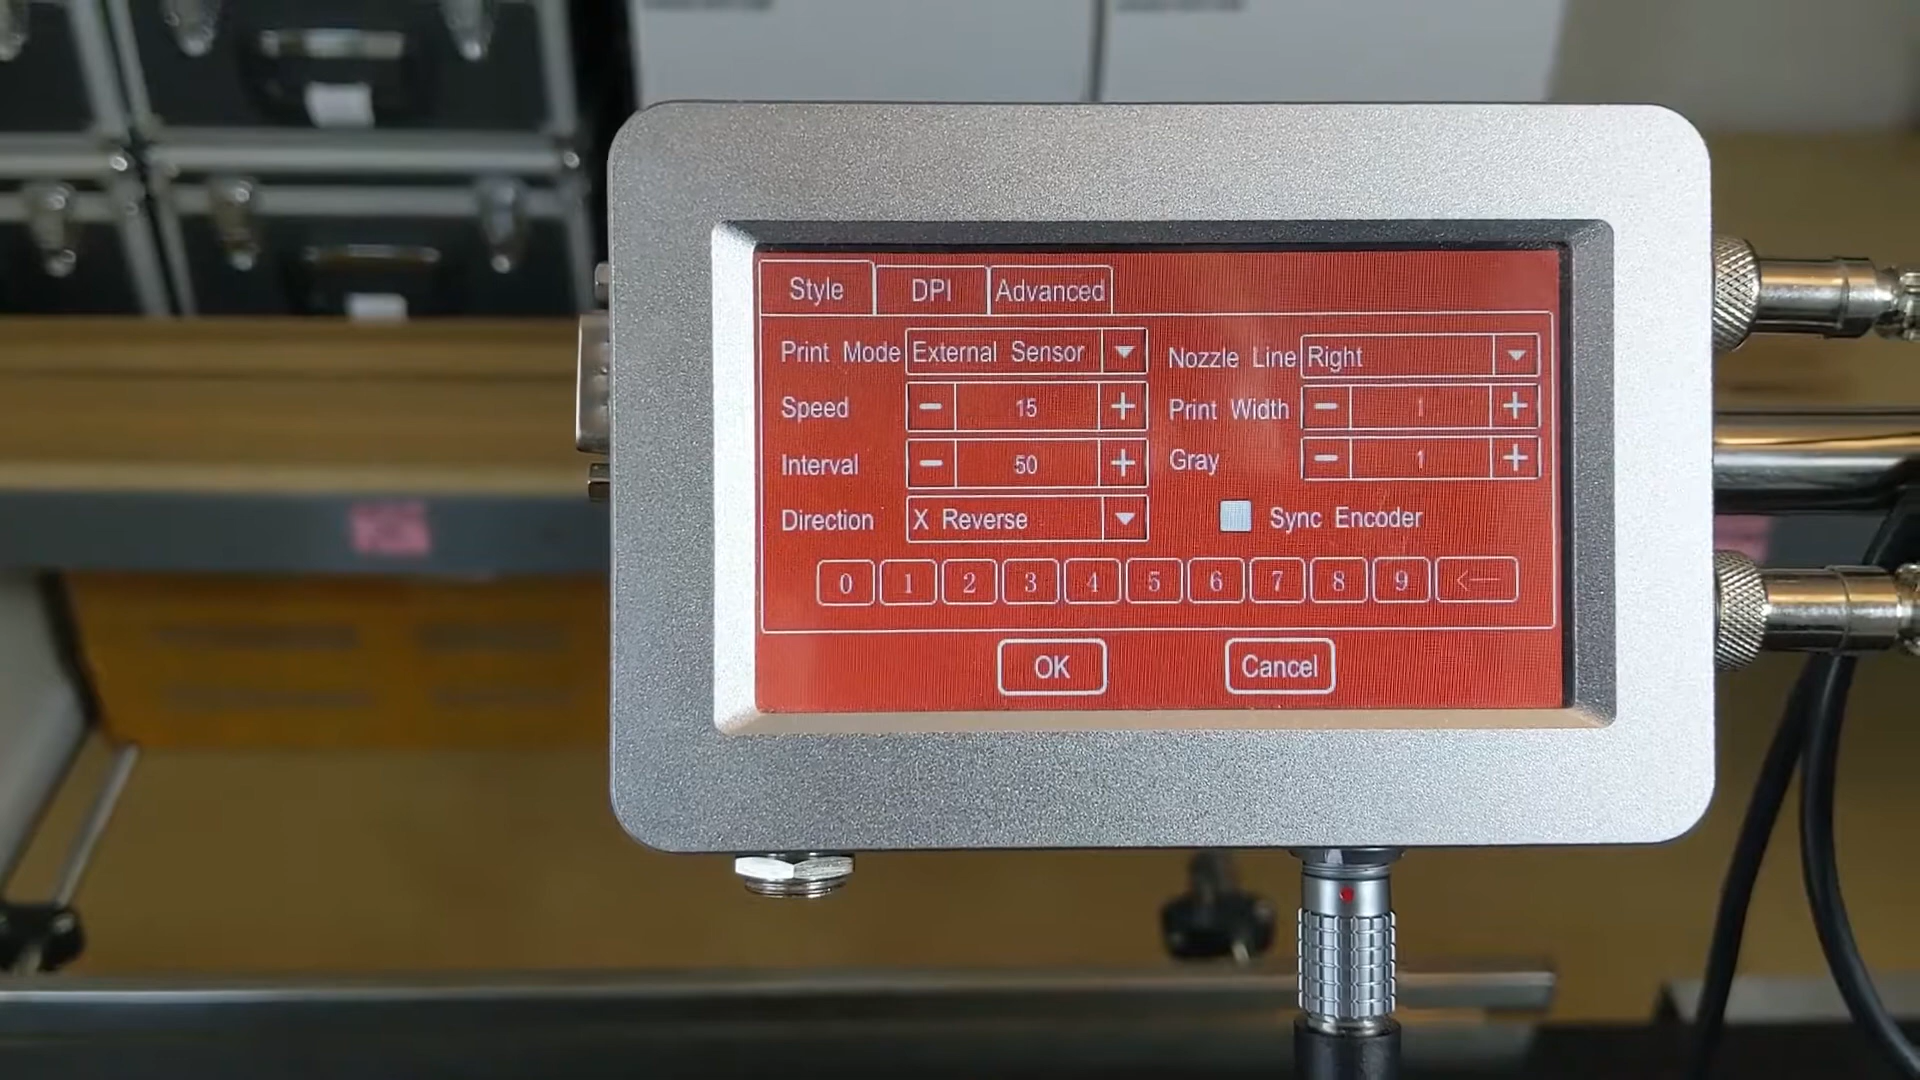 Style DPI Advanced
Print Mode External Sensor Nozzle Line Right
Speed − 15 + Print Width − 1 +
Interval − 50 + Gray − 1 +
Direction X Reverse Sync Encoder
0 1 2 3 4 5 6 7 8 9 <—
OK Cancel